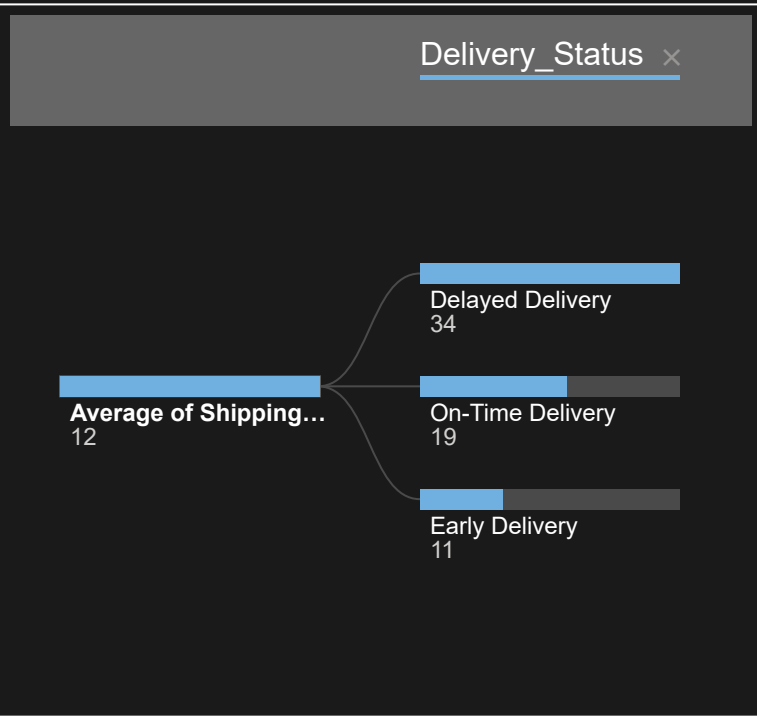 Delivery_Status ×
Delayed Delivery
34
Average of Shipping...
12
On-Time Delivery
19
Early Delivery
11